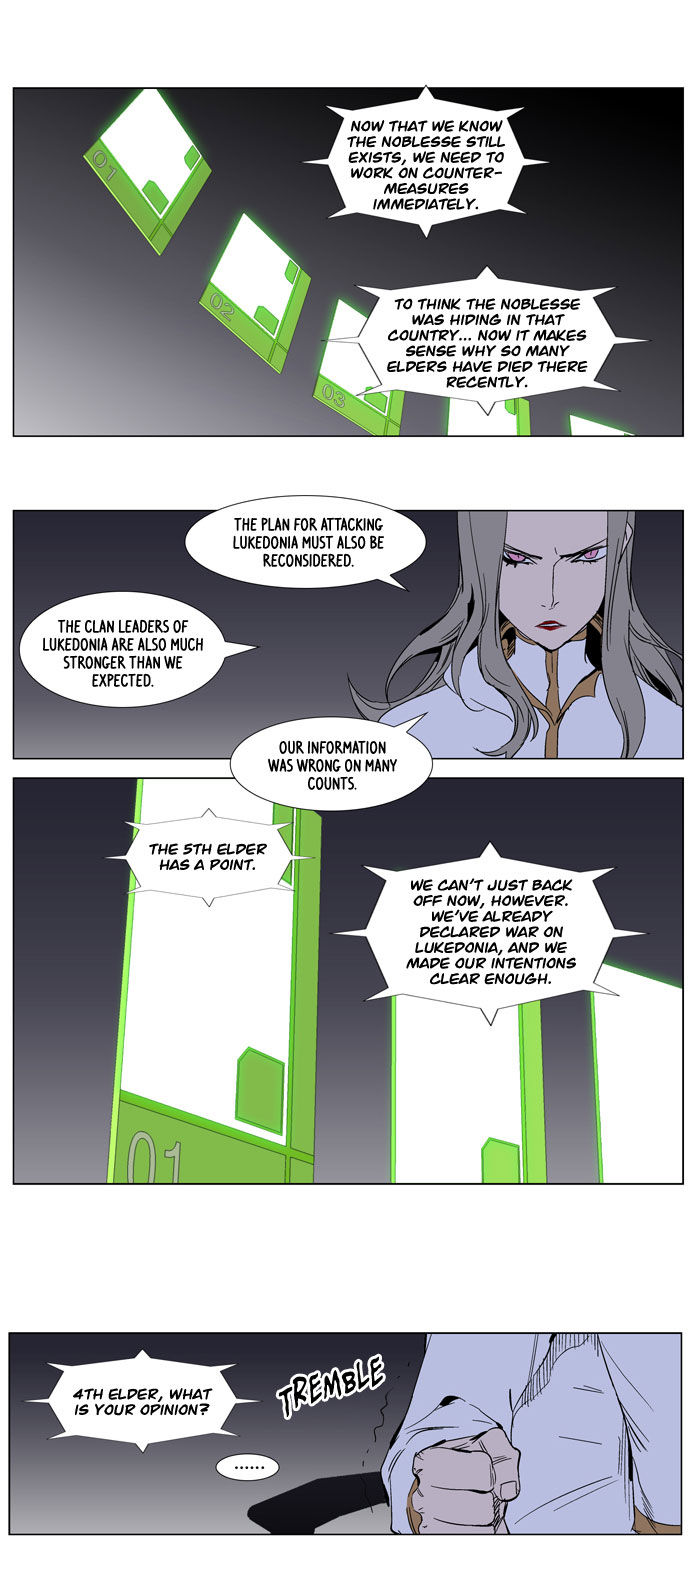 01
02
03
NOW THAT WE KNOW
THE NOBLESSE STILL
EXISTS, WE NEED TO
WORK ON COUNTER-
MEASURES
IMMEDIATELY.
TO THINK THE NOBLESSE
WAS HIDING IN THAT
COUNTRY... NOW IT MAKES
SENSE WHY SO MANY
ELDERS HAVE DIED THERE
RECENTLY.
THE PLAN FOR ATTACKING
LUKEDONIA MUST ALSO BE
RECONSIDERED.
THE CLAN LEADERS OF
LUKEDONIA ARE ALSO MUCH
STRONGER THAN WE
EXPECTED.
OUR INFORMATION
WAS WRONG ON MANY
COUNTS.
THE 5TH ELDER
HAS A POINT.
WE CAN'T JUST BACK
OFF NOW, HOWEVER.
WE'VE ALREADY
DECLARED WAR ON
LUKEDONIA, AND WE
MADE OUR INTENTIONS
CLEAR ENOUGH.
01
4TH ELDER, WHAT
IS YOUR OPINION?
TREMBLE
......